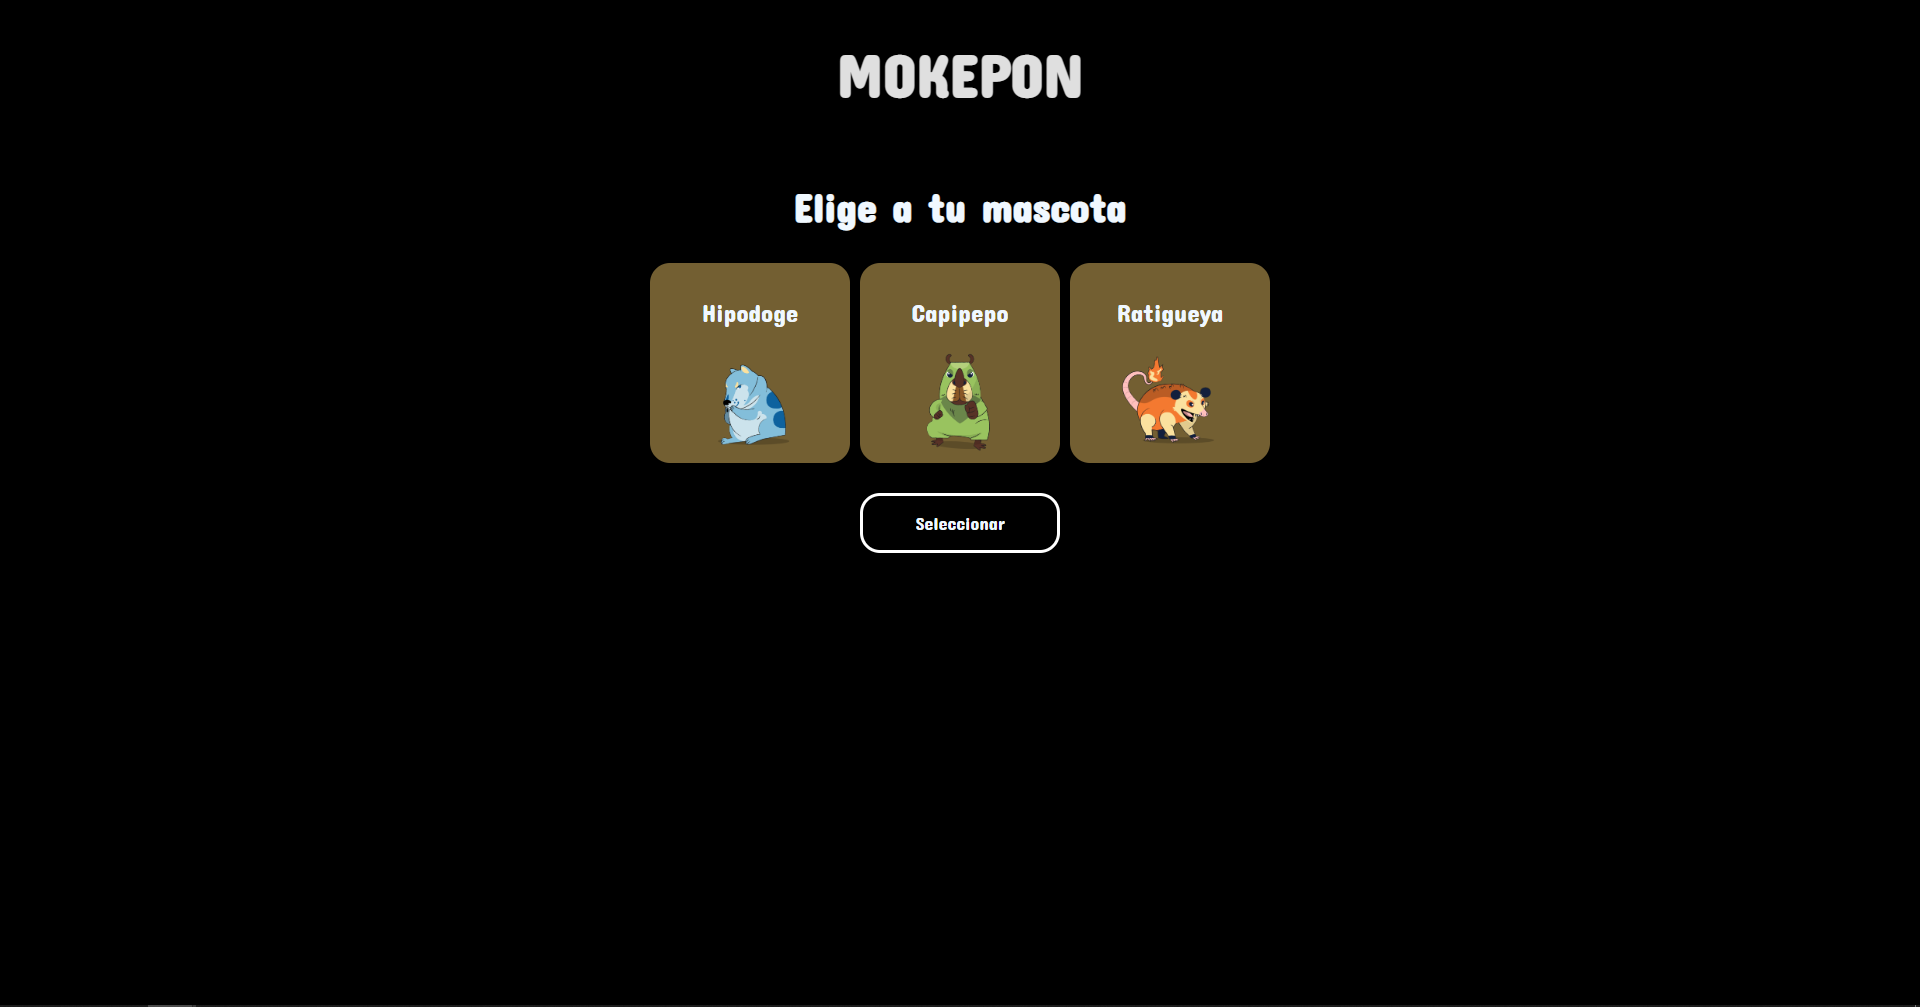 MOKEPON
Elige a tu mascota
Hipodoge
Capipepo
Ratigueya
Seleccionar